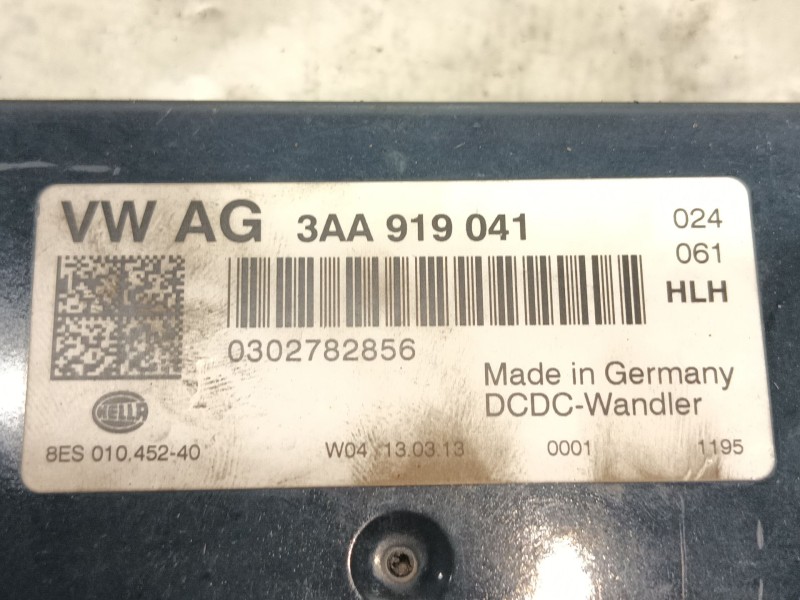 VW AG 3AA 919 041 024
061
HLH
0302782856
Made in Germany
DCDC-Wandler
HELLA
8ES 010.452-40 W04 13.03.13 0001 1195